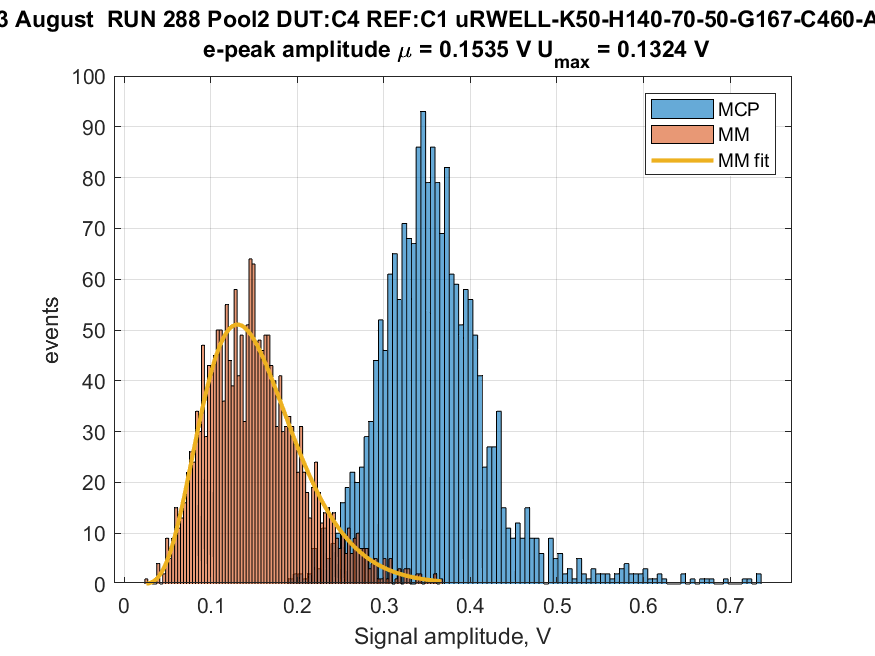 3 August RUN 288 Pool2 DUT:C4 REF:C1 uRWELL-K50-H140-70-50-G167-C460-A
e-peak amplitude μ = 0.1535 V Umax = 0.1324 V
100
90
80
70
60
50
40
30
20
10
0
events
MCP
MM
MM fit
0 0.1 0.2 0.3 0.4 0.5 0.6 0.7
Signal amplitude, V